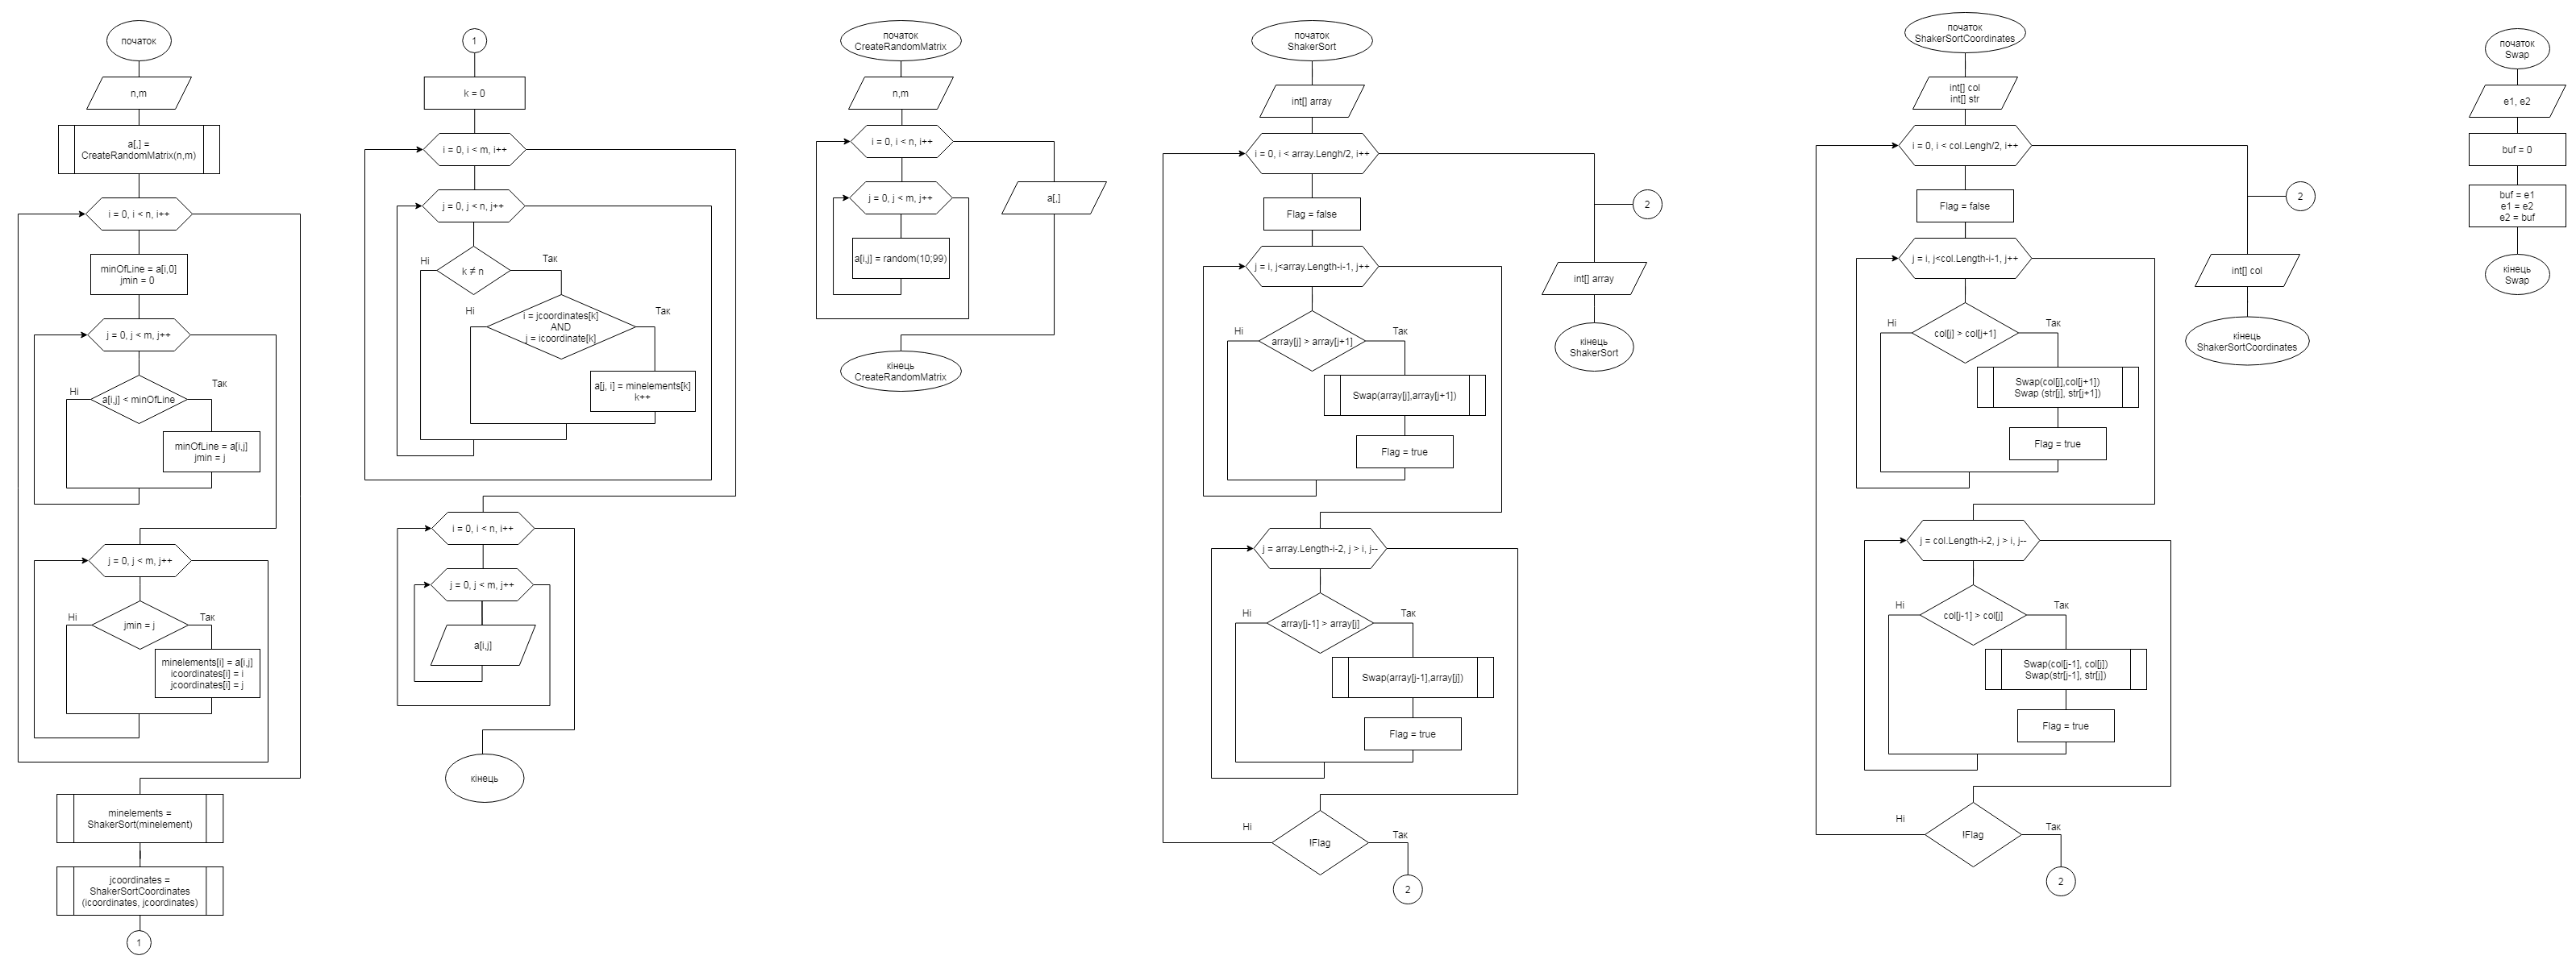 початок
n,m
a[,] =
CreateRandomMatrix(n,m)
i = 0, i < n, i++
minOfLine = a[i,0]
jmin = 0
j = 0, j < m, j++
Ні
Так
a[i,j] < minOfLine
minOfLine = a[i,j]
jmin = j
j = 0, j < m, j++
Ні
Так
jmin = j
minelements[i] = a[i,j]
icoordinates[i] = i
jcoordinates[i] = j
minelements =
ShakerSort(minelement)
jcoordinates =
ShakerSortCoordinates
(icoordinates, jcoordinates)
1
1
k = 0
i = 0, i < m, i++
j = 0, j < n, j++
Ні
Так
k ≠ n
Ні
Так
i = jcoordinates[k]
AND
j = icoordinate[k]
a[j, i] = minelements[k]
k++
i = 0, i < n, i++
j = 0, j < m, j++
a[i,j]
кінець
початок
CreateRandomMatrix
n,m
i = 0, i < n, i++
j = 0, j < m, j++
a[,]
a[i,j] = random(10;99)
кінець
CreateRandomMatrix
початок
ShakerSort
int[] array
i = 0, i < array.Lengh/2, i++
Flag = false
2
j = i, j<array.Length-i-1, j++
int[] array
кінець
ShakerSort
Ні
Так
array[j] > array[j+1]
Swap(array[j],array[j+1])
Flag = true
j = array.Length-i-2, j > i, j--
Ні
Так
array[j-1] > array[j]
Swap(array[j-1],array[j])
Flag = true
Ні
Так
!Flag
2
початок
ShakerSortCoordinates
int[] col
int[] str
i = 0, i < col.Lengh/2, i++
Flag = false
2
j = i, j<col.Length-i-1, j++
int[] col
кінець
ShakerSortCoordinates
Ні
Так
col[j] > col[j+1]
Swap(col[j],col[j+1])
Swap (str[j], str[j+1])
Flag = true
j = col.Length-i-2, j > i, j--
Ні
Так
col[j-1] > col[j]
Swap(col[j-1], col[j])
Swap(str[j-1], str[j])
Flag = true
Ні
Так
!Flag
2
початок
Swap
e1, e2
buf = 0
buf = e1
e1 = e2
e2 = buf
кінець
Swap